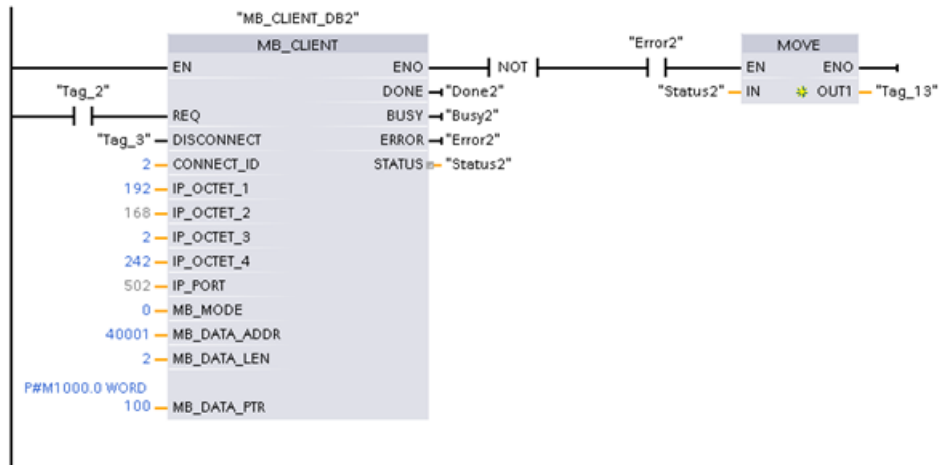 "MB_CLIENT_DB2"
MB_CLIENT "Error2" MOVE
EN ENO NOT EN ENO
"Tag_2" DONE "Done2" "Status2" IN OUT1 "Tag_13"
REQ BUSY "Busy2"
"Tag_3" DISCONNECT ERROR "Error2"
2 CONNECT_ID STATUS "Status2"
192 IP_OCTET_1
168 IP_OCTET_2
2 IP_OCTET_3
242 IP_OCTET_4
502 IP_PORT
0 MB_MODE
40001 MB_DATA_ADDR
2 MB_DATA_LEN
P#M1000.0 WORD
100 MB_DATA_PTR